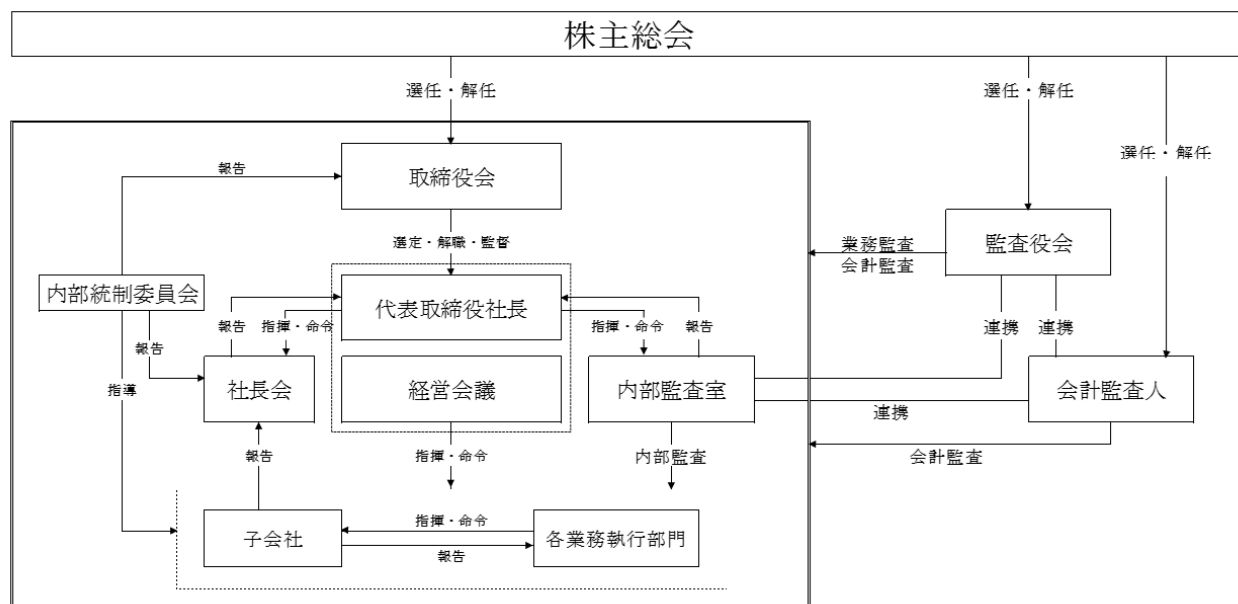 株主総会
選任・解任
選任・解任
選任・解任
報告
取締役会
選定・解職・監督
業務監査
会計監査
監査役会
内部統制委員会
代表取締役社長
報告
指揮・命令
指揮・命令
報告
連携
連携
報告
指導
社長会
経営会議
内部監査室
会計監査人
連携
報告
指揮・命令
内部監査
会計監査
子会社
指揮・命令
報告
各業務執行部門